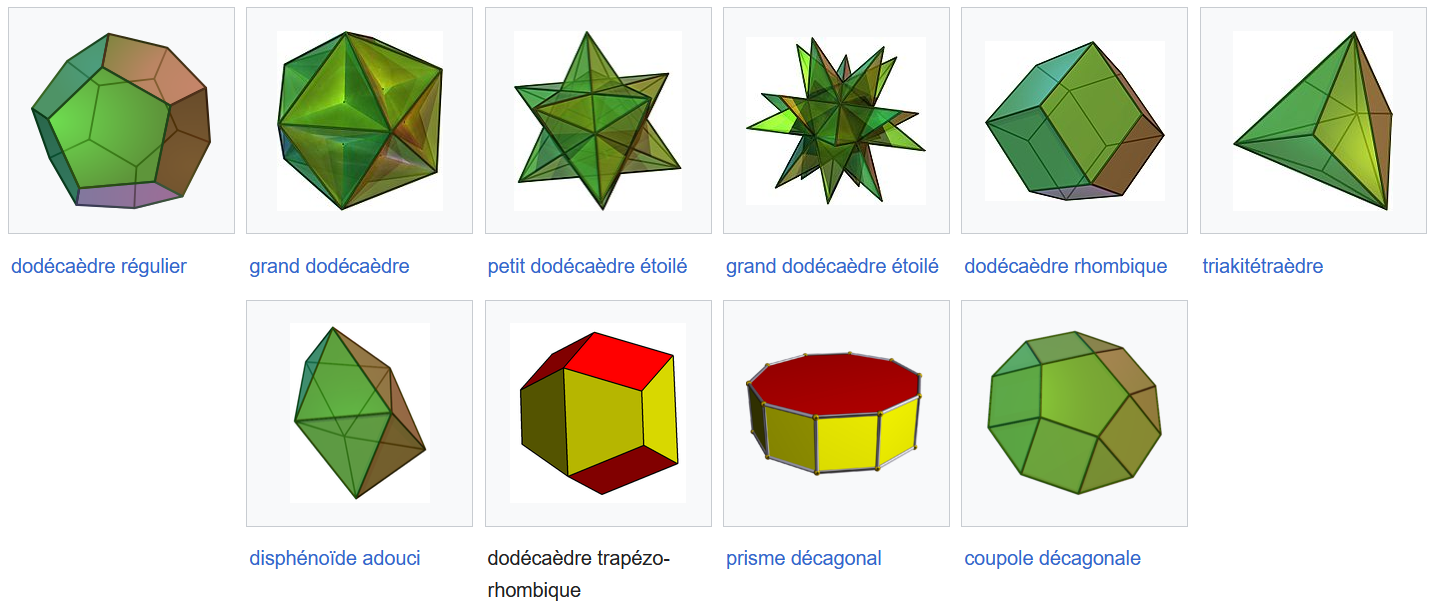 dodécaèdre régulier
grand dodécaèdre
petit dodécaèdre étoilé
grand dodécaèdre étoilé
dodécaèdre rhombique
triakitétraèdre
disphénoïde adouci
dodécaèdre trapézo-
rhombique
prisme décagonal
coupole décagonale